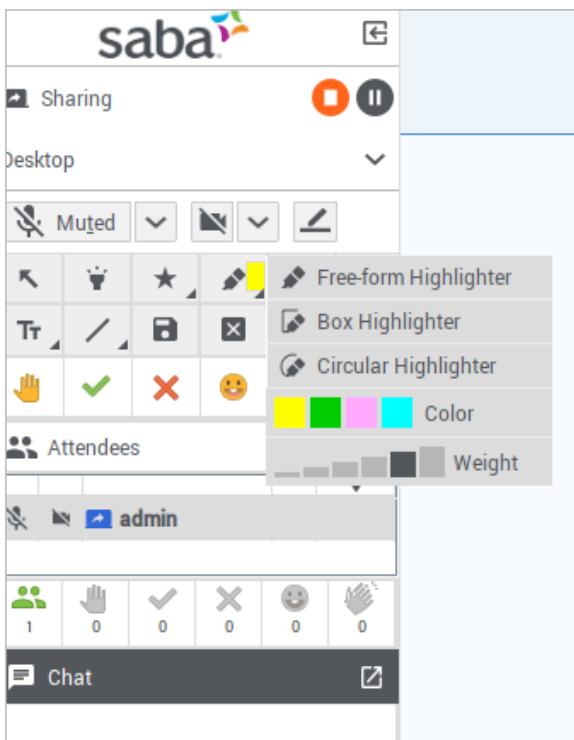 saba
Sharing
Desktop
Muted
Free-form Highlighter
Box Highlighter
TT
Circular Highlighter
Color
Attendees
Weight
admin
1 0 0 0 0 0
Chat